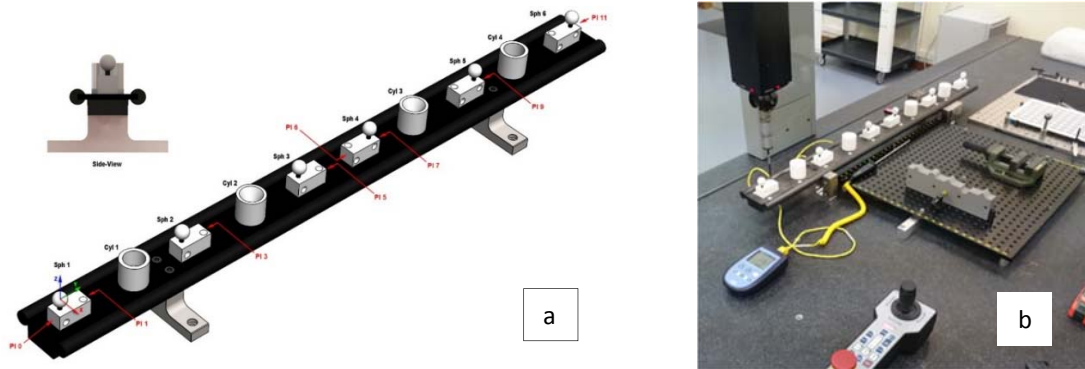 Side-View
Sph 6
Pl 11
Cyl 4
Sph 5
Pl 9
Cyl 3
Sph 4
Pl 8
Pl 7
Sph 3
Pl 5
Cyl 2
Sph 2
Pl 3
Cyl 1
Sph 1
Z
Pl 1
Pl 0
a
b